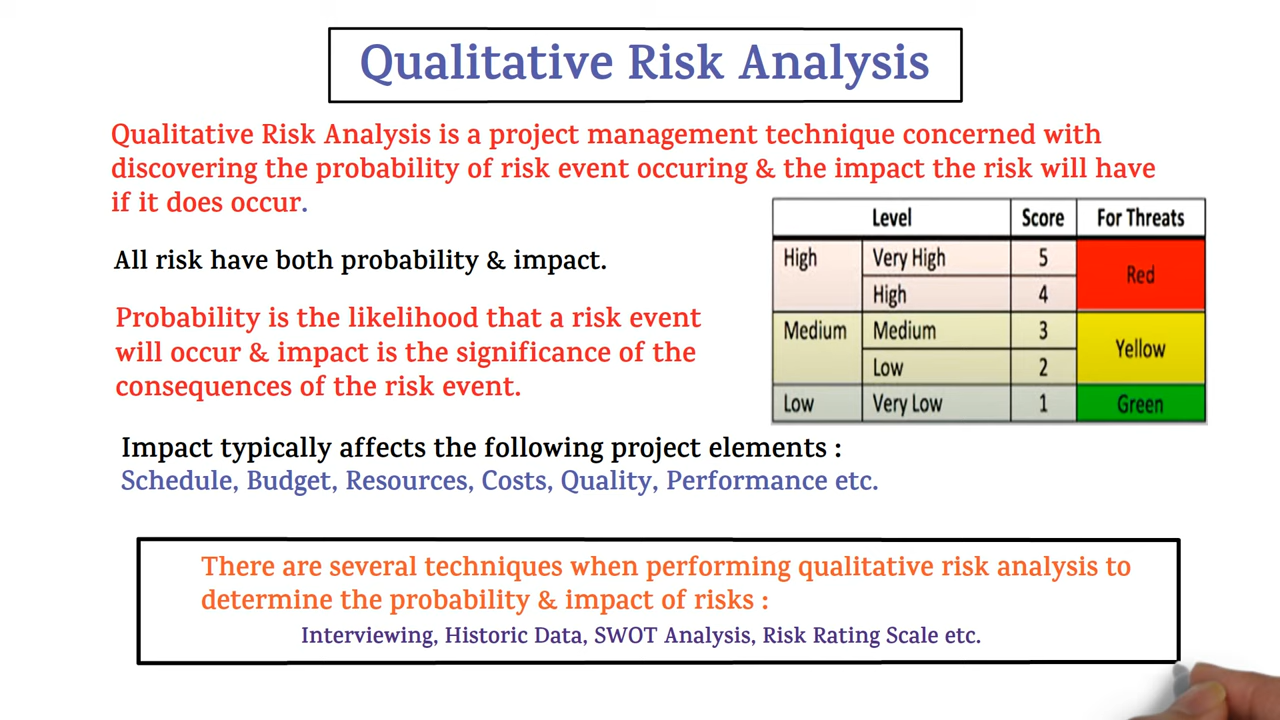 Qualitative Risk Analysis
Qualitative Risk Analysis is a project management technique concerned with
discovering the probability of risk event occuring & the impact the risk will have
if it does occur.
All risk have both probability & impact.
Probability is the likelihood that a risk event
will occur & impact is the significance of the
consequences of the risk event.
Level Score For Threats
High Very High 5 Red
High 4
Medium Medium 3 Yellow
Low 2
Low Very Low 1 Green
Impact typically affects the following project elements :
Schedule, Budget, Resources, Costs, Quality, Performance etc.
There are several techniques when performing qualitative risk analysis to
determine the probability & impact of risks :
Interviewing, Historic Data, SWOT Analysis, Risk Rating Scale etc.